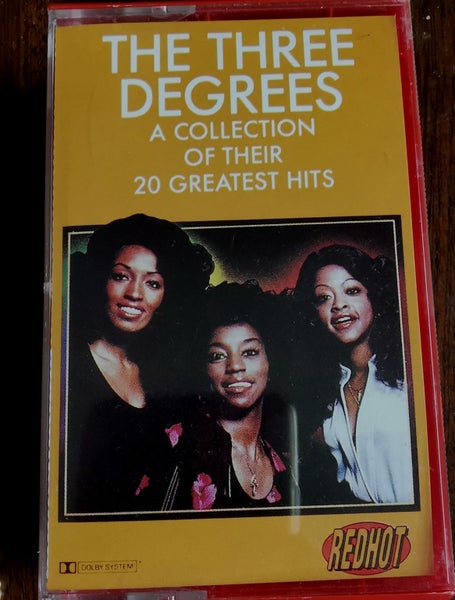 THE THREE
DEGREES
A COLLECTION
OF THEIR
20 GREATEST HITS
DOLBY SYSTEM
REDHOT